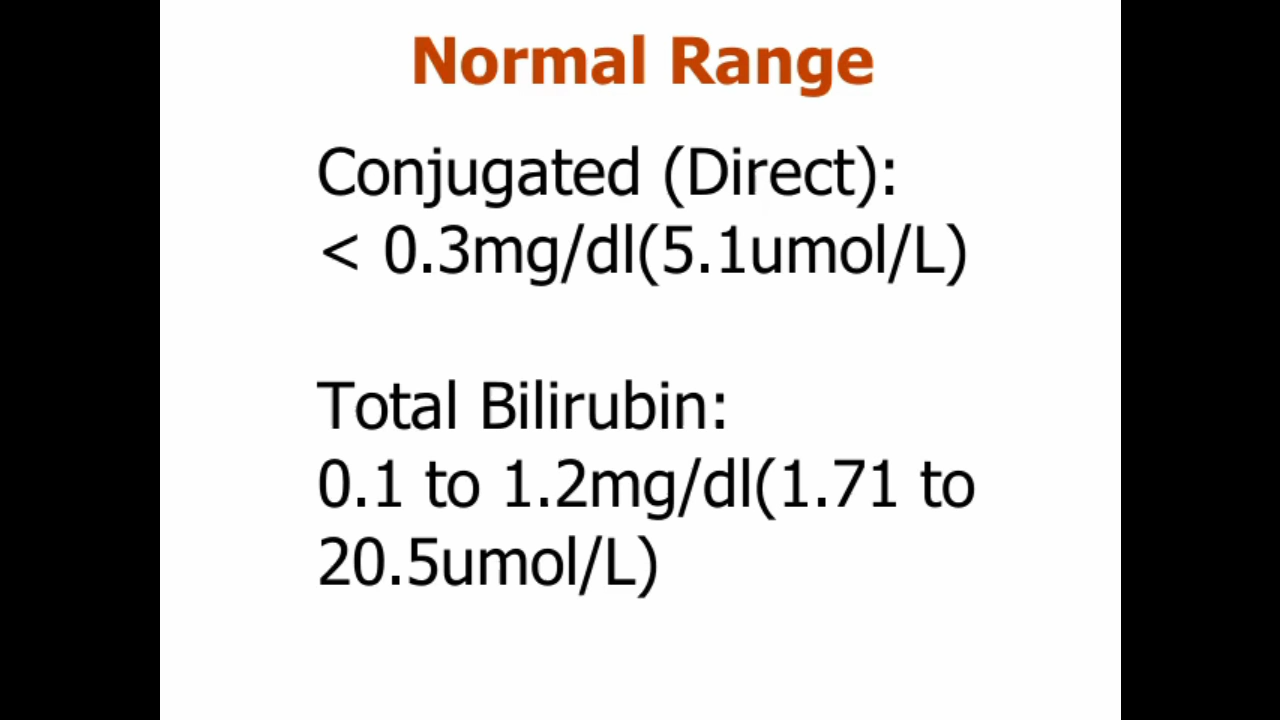 Normal Range
Conjugated (Direct):
< 0.3mg/dl(5.1umol/L)
Total Bilirubin:
0.1 to 1.2mg/dl(1.71 to
20.5umol/L)